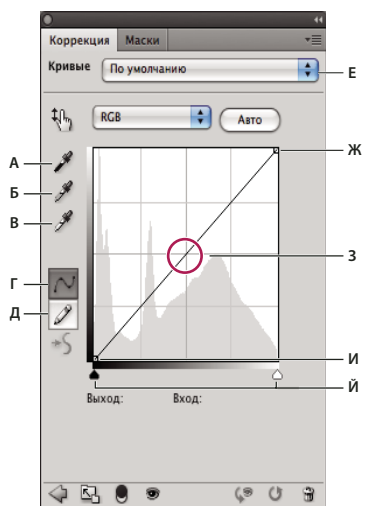 Коррекция Маски
Кривые По умолчанию
Е
RGB Авто
А
Ж
Б
В
З
Г
Д
И
Й
Выход: Вход: